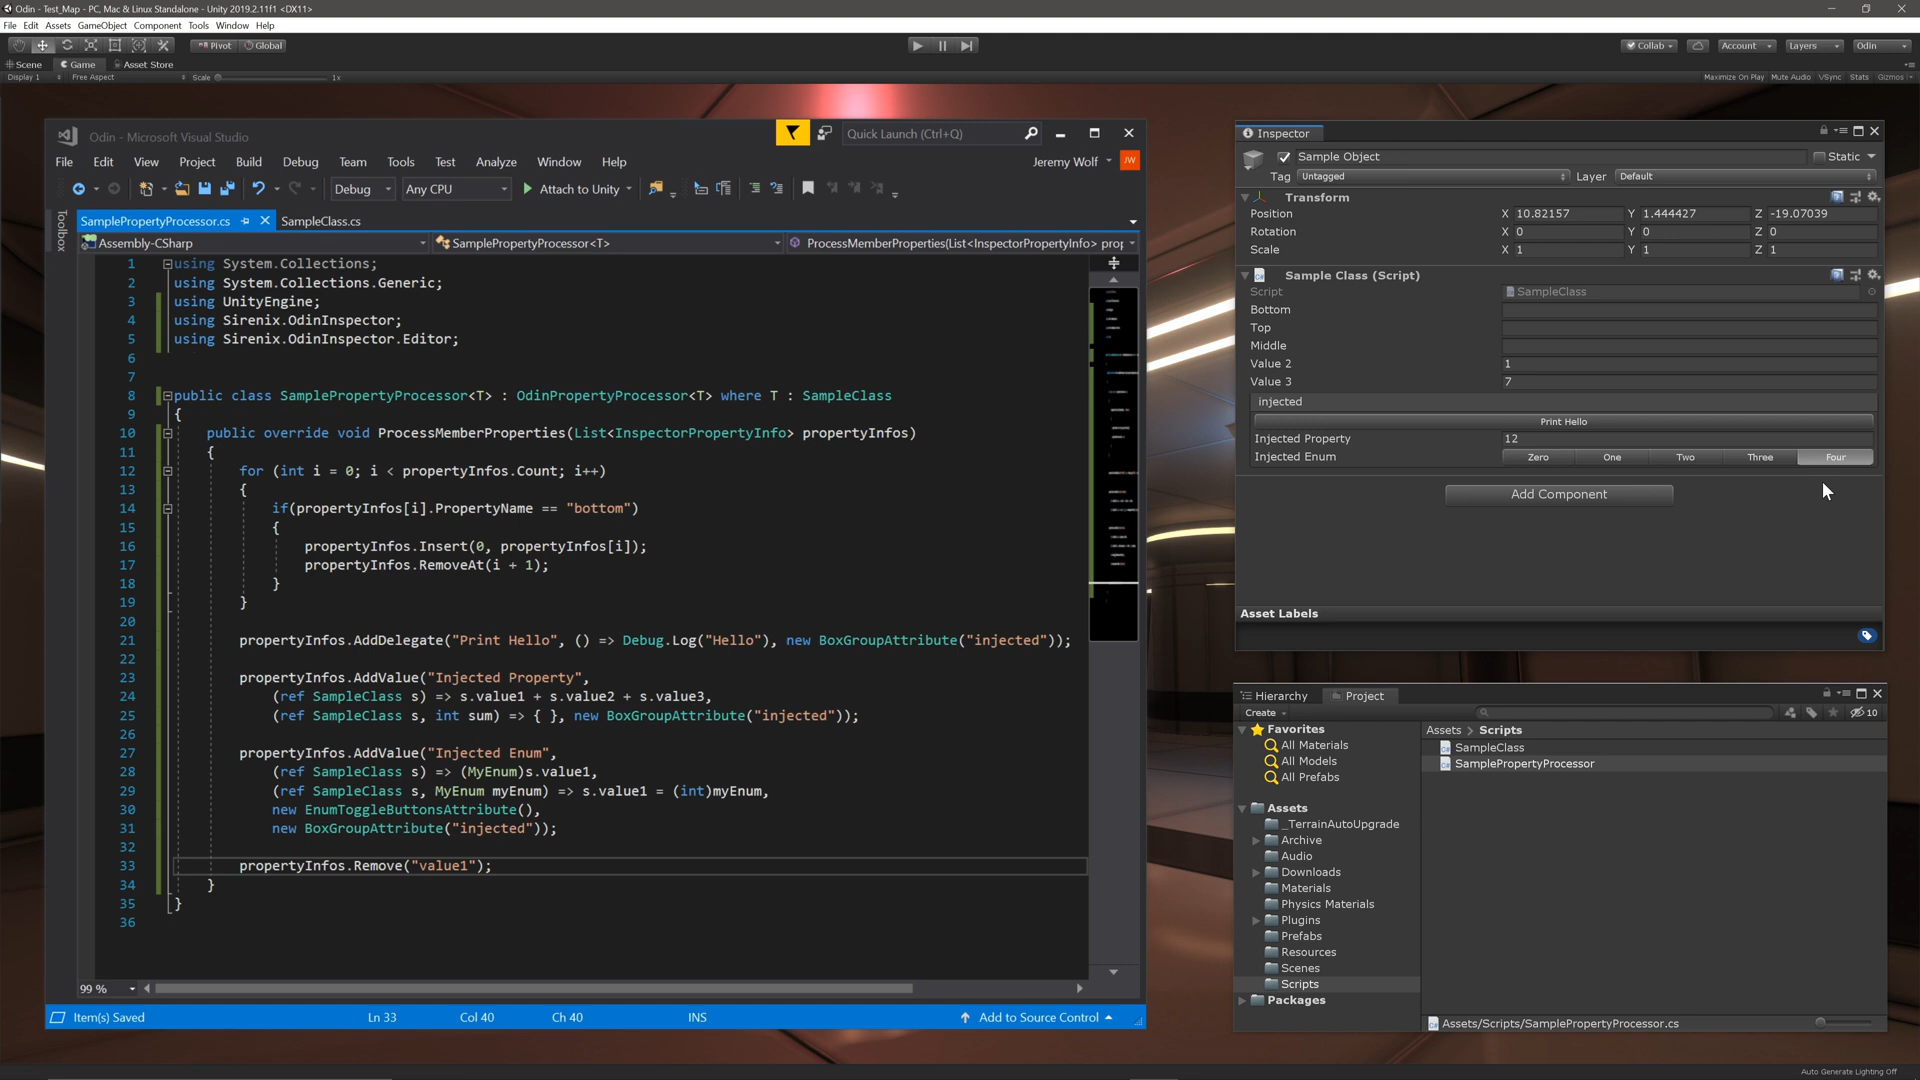 Odin - Test_Map - PC, Mac & Linux Standalone - Unity 2019.2.11f1 <DX11>
File Edit Assets GameObject Component Tools Window Help
Pivot Global Collab Account Layers Odin
Scene Game Asset Store
Display 1 Free Aspect Scale 1x Maximize On Play Mute Audio VSync Stats Gizmos
Odin - Microsoft Visual Studio
Quick Launch (Ctrl+Q)
File Edit View Project Build Debug Team Tools Test Analyze Window Help
Jeremy Wolf JW
Debug Any CPU Attach to Unity
Toolbox
SamplePropertyProcessor.cs SampleClass.cs
Assembly-CSharp SamplePropertyProcessor<T> ProcessMemberProperties(List<InspectorPropertyInfo> prop
1 using System.Collections;
2 using System.Collections.Generic;
3 using UnityEngine;
4 using Sirenix.OdinInspector;
5 using Sirenix.OdinInspector.Editor;
6
7
8 public class SamplePropertyProcessor<T> : OdinPropertyProcessor<T> where T : SampleClass
9 {
10 public override void ProcessMemberProperties(List<InspectorPropertyInfo> propertyInfos)
11 {
12 for (int i = 0; i < propertyInfos.Count; i++)
13 {
14 if(propertyInfos[i].PropertyName == "bottom")
15 {
16 propertyInfos.Insert(0, propertyInfos[i]);
17 propertyInfos.RemoveAt(i + 1);
18 }
19 }
20
21 propertyInfos.AddDelegate("Print Hello", () => Debug.Log("Hello"), new BoxGroupAttribute("injected"));
22
23 propertyInfos.AddValue("Injected Property",
24 (ref SampleClass s) => s.value1 + s.value2 + s.value3,
25 (ref SampleClass s, int sum) => { }, new BoxGroupAttribute("injected"));
26
27 propertyInfos.AddValue("Injected Enum",
28 (ref SampleClass s) => (MyEnum)s.value1,
29 (ref SampleClass s, MyEnum myEnum) => s.value1 = (int)myEnum,
30 new EnumToggleButtonsAttribute(),
31 new BoxGroupAttribute("injected"));
32
33 propertyInfos.Remove("value1");
34 }
35 }
36
99 %
Item(s) Saved Ln 33 Col 40 Ch 40 INS Add to Source Control
Inspector
Sample Object Static
Tag Untagged Layer Default
Transform
Position X 10.82157 Y 1.444427 Z -19.07039
Rotation X 0 Y 0 Z 0
Scale X 1 Y 1 Z 1
Sample Class (Script)
Script SampleClass
Bottom
Top
Middle
Value 2 1
Value 3 7
injected
Print Hello
Injected Property 12
Injected Enum Zero One Two Three Four
Add Component
Asset Labels
Hierarchy Project
Create 10
Favorites
All Materials
All Models
All Prefabs
Assets
_TerrainAutoUpgrade
Archive
Audio
Downloads
Materials
Physics Materials
Plugins
Prefabs
Resources
Scenes
Scripts
Packages
Assets Scripts
SampleClass
SamplePropertyProcessor
Assets/Scripts/SamplePropertyProcessor.cs
Auto Generate Lighting Off